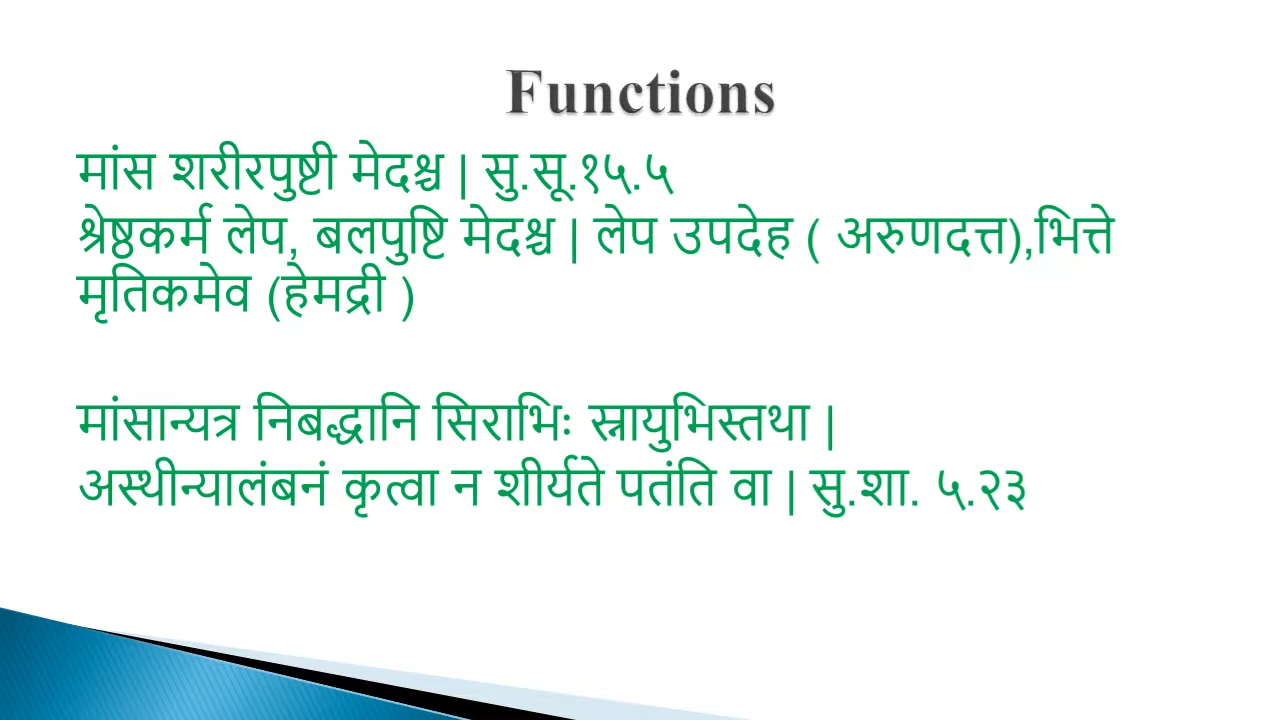 Functions
मांस शरीरपुष्टी मेदश्च | सु.सू.१५.५
श्रेष्ठकर्म लेप, बलपुष्टि मेदश्च | लेप उपदेह ( अरुणदत्त),भित्ते
मृतिकमेव (हेमद्री )
मांसान्यत्र निबद्धानि सिराभिः स्नायुभिस्तथा |
अस्थीन्यालंबनं कृत्वा न शीर्यते पतंति वा | सु.शा. ५.२३